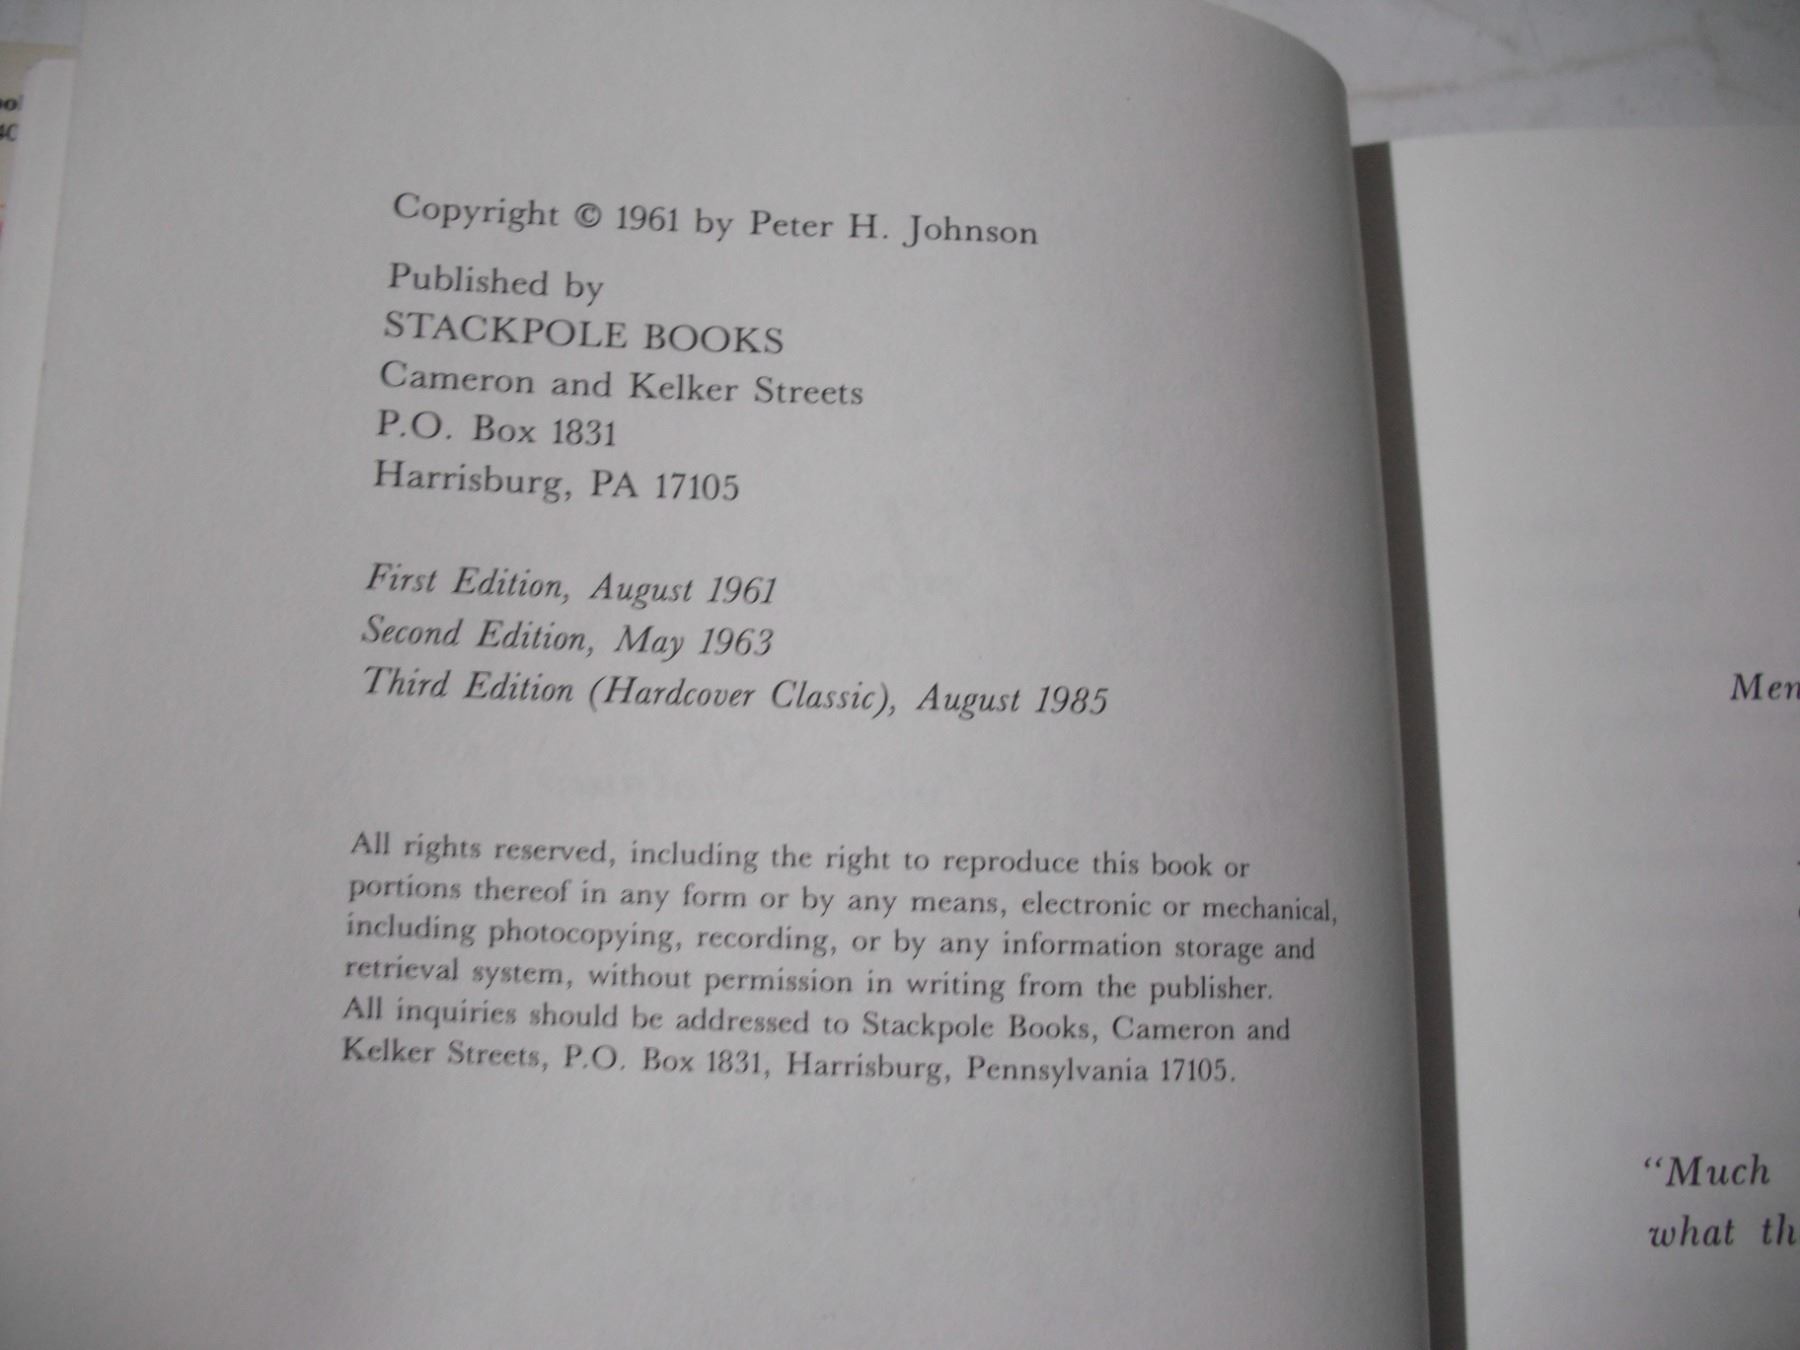 Copyright © 1961 by Peter H. Johnson
Published by
STACKPOLE BOOKS
Cameron and Kelker Streets
P.O. Box 1831
Harrisburg, PA 17105
First Edition, August 1961
Second Edition, May 1963
Third Edition (Hardcover Classic), August 1985
All rights reserved, including the right to reproduce this book or
portions thereof in any form or by any means, electronic or mechanical,
including photocopying, recording, or by any information storage and
retrieval system, without permission in writing from the publisher.
All inquiries should be addressed to Stackpole Books, Cameron and
Kelker Streets, P.O. Box 1831, Harrisburg, Pennsylvania 17105.
"Much
what